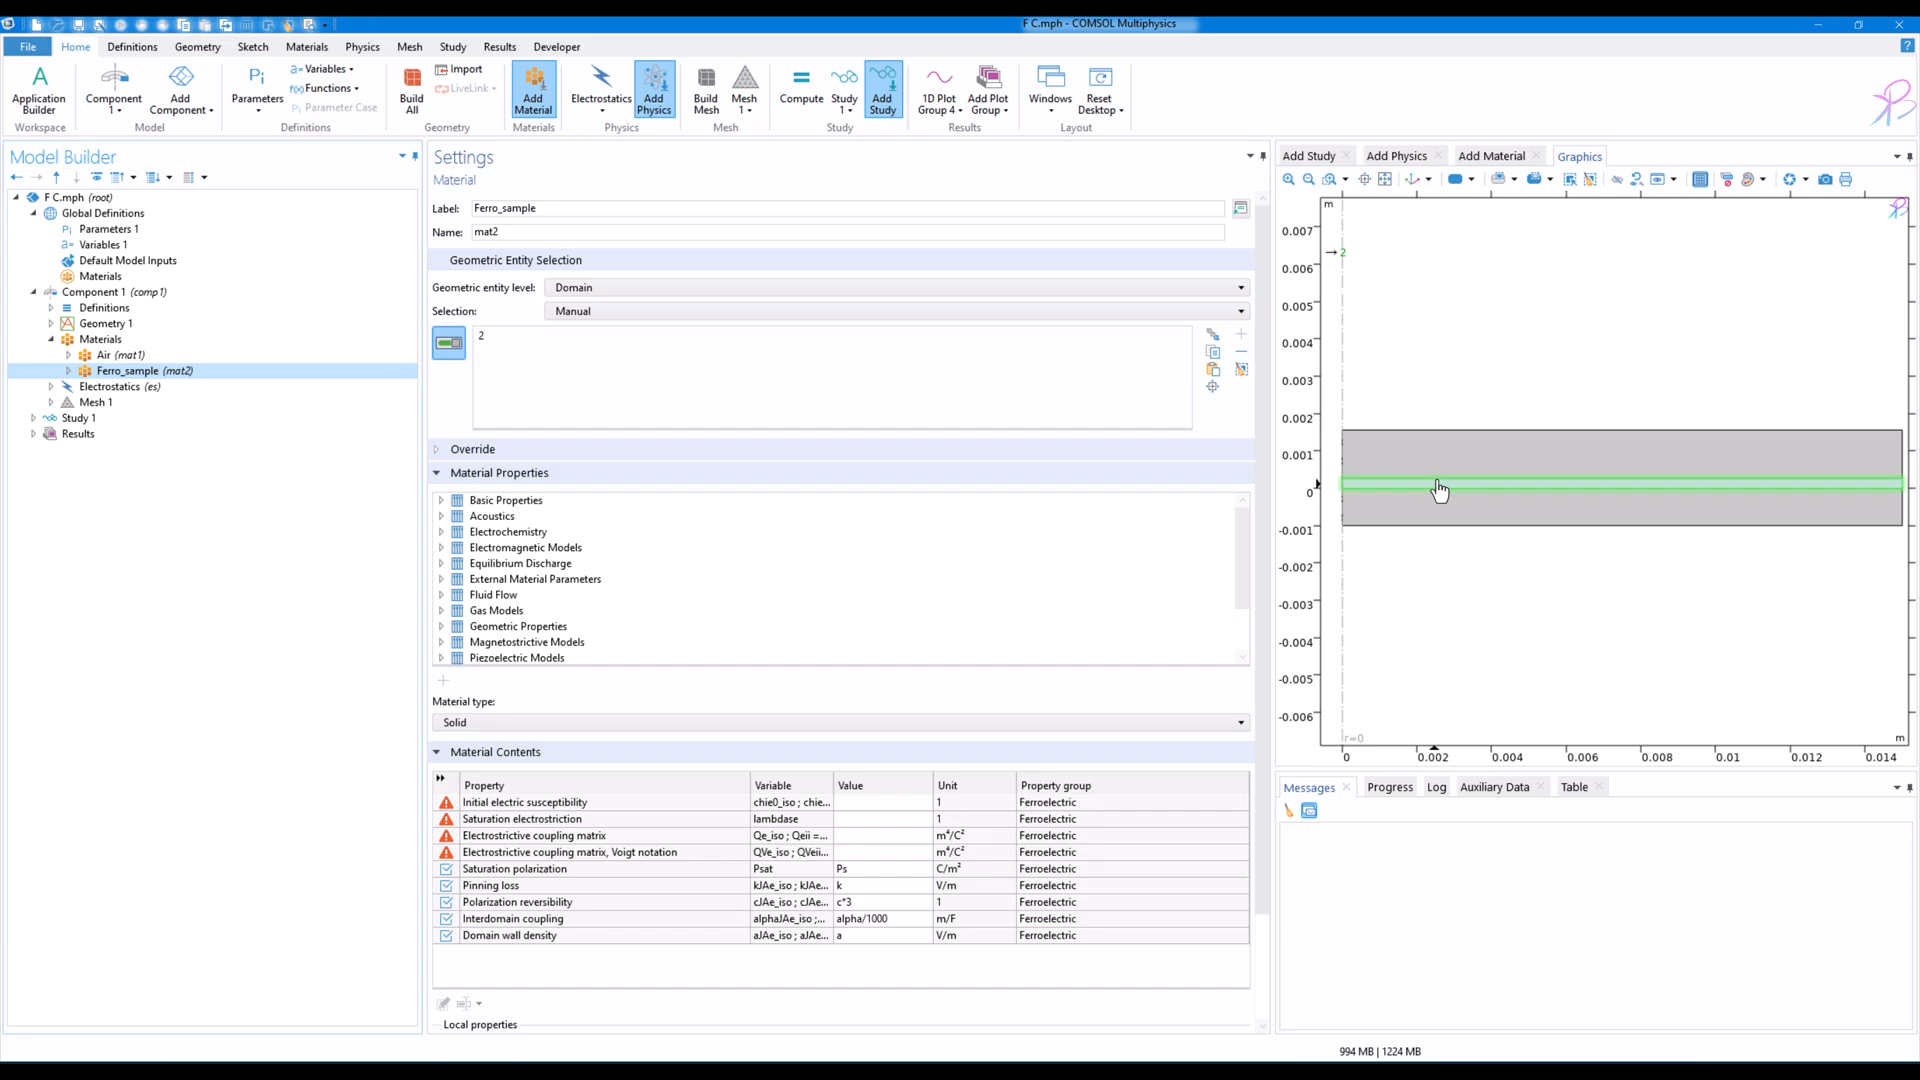 F C.mph - COMSOL Multiphysics
File Home Definitions Geometry Sketch Materials Physics Mesh Study Results Developer
Application Builder
Component 1
Add Component
Pi Parameters
a= Variables
f(x) Functions
Parameter Case
Build All
Import
LiveLink
Add Material
Electrostatics
Add Physics
Build Mesh
Mesh 1
Compute
Study 1
Add Study
1D Plot Group 4
Add Plot Group
Windows
Reset Desktop
Workspace Model Definitions Geometry Materials Physics Mesh Study Results Layout
Model Builder
F C.mph (root)
Global Definitions
Pi Parameters 1
a= Variables 1
Default Model Inputs
Materials
Component 1 (comp1)
Definitions
Geometry 1
Materials
Air (mat1)
Ferro_sample (mat2)
Electrostatics (es)
Mesh 1
Study 1
Results
Settings
Material
Label: Ferro_sample
Name: mat2
Geometric Entity Selection
Geometric entity level: Domain
Selection: Manual
2
Override
Material Properties
Basic Properties
Acoustics
Electrochemistry
Electromagnetic Models
Equilibrium Discharge
External Material Parameters
Fluid Flow
Gas Models
Geometric Properties
Magnetostrictive Models
Piezoelectric Models
Material type:
Solid
Material Contents
Property Variable Value Unit Property group
Initial electric susceptibility chie0_iso ; chie... 1 Ferroelectric
Saturation electrostriction lambdase 1 Ferroelectric
Electrostrictive coupling matrix Qe_iso ; Qeii =... m⁴/C² Ferroelectric
Electrostrictive coupling matrix, Voigt notation QVe_iso ; QVeii... m⁴/C² Ferroelectric
Saturation polarization Psat Ps C/m² Ferroelectric
Pinning loss kJAe_iso ; kJAe... k V/m Ferroelectric
Polarization reversibility cJAe_iso ; cJAe... c*3 1 Ferroelectric
Interdomain coupling alphaJAe_iso ;... alpha/1000 m/F Ferroelectric
Domain wall density aJAe_iso ; aJAe... a V/m Ferroelectric
Local properties
Add Study Add Physics Add Material Graphics
m
0.007
2
0.006
0.005
0.004
0.003
0.002
0.001
0
-0.001
-0.002
-0.003
-0.004
-0.005
-0.006
r=0 m
0 0.002 0.004 0.006 0.008 0.01 0.012 0.014
Messages Progress Log Auxiliary Data Table
994 MB | 1224 MB